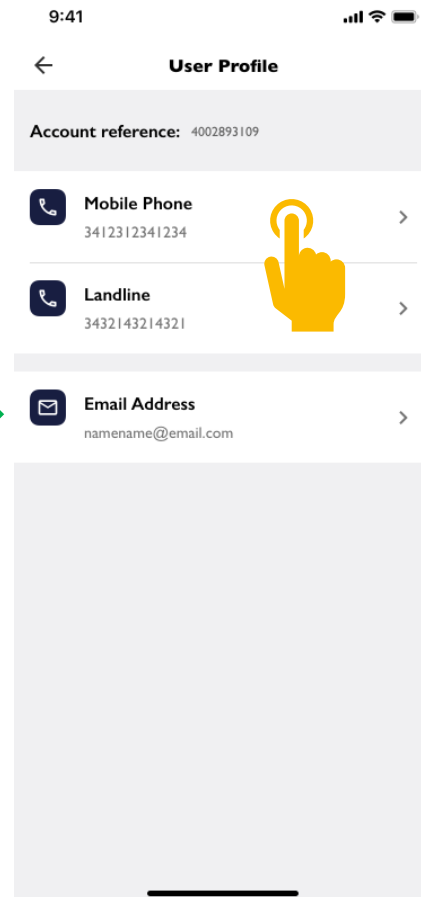 9:41
User Profile
Account reference: 4002893109
Mobile Phone
3412312341234
Landline
3432143214321
Email Address
namename@email.com